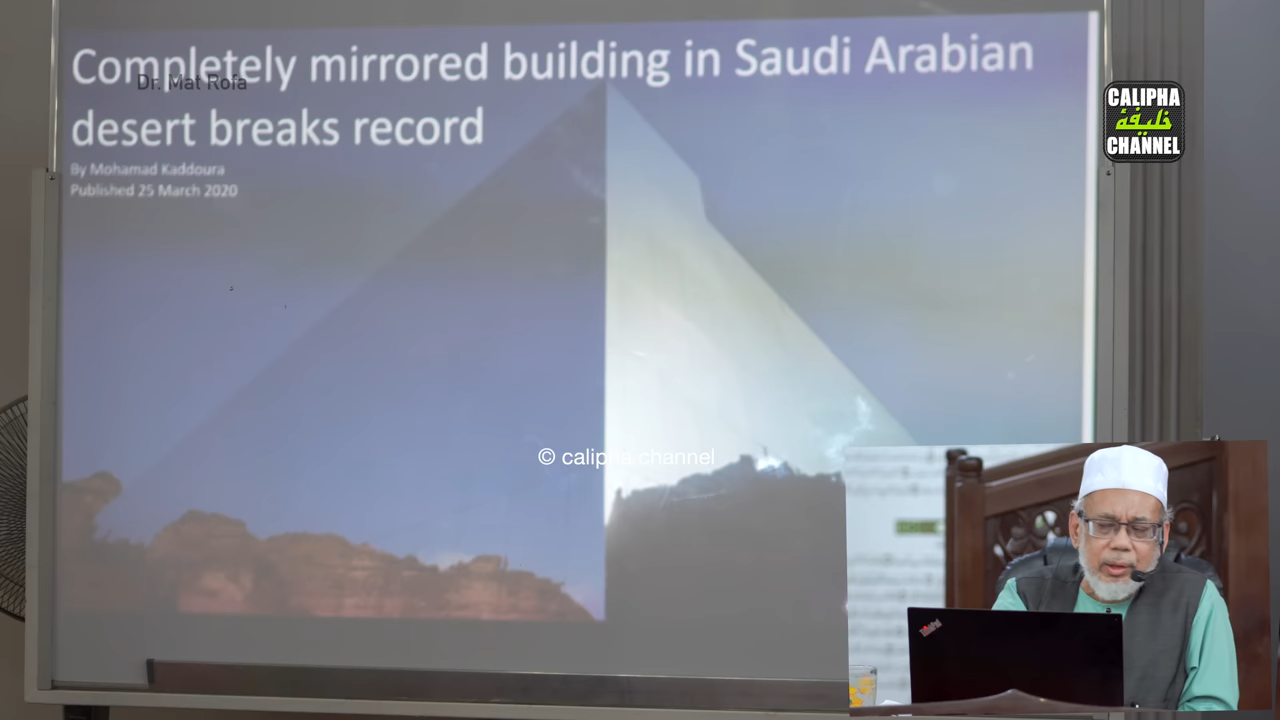 Completely mirrored building in Saudi Arabian
desert breaks record
Dr. Mat Rofa
By Mohamad Kaddoura
Published 25 March 2020
CALIPHA
خليفة
CHANNEL
© calipha channel
ThinkPad